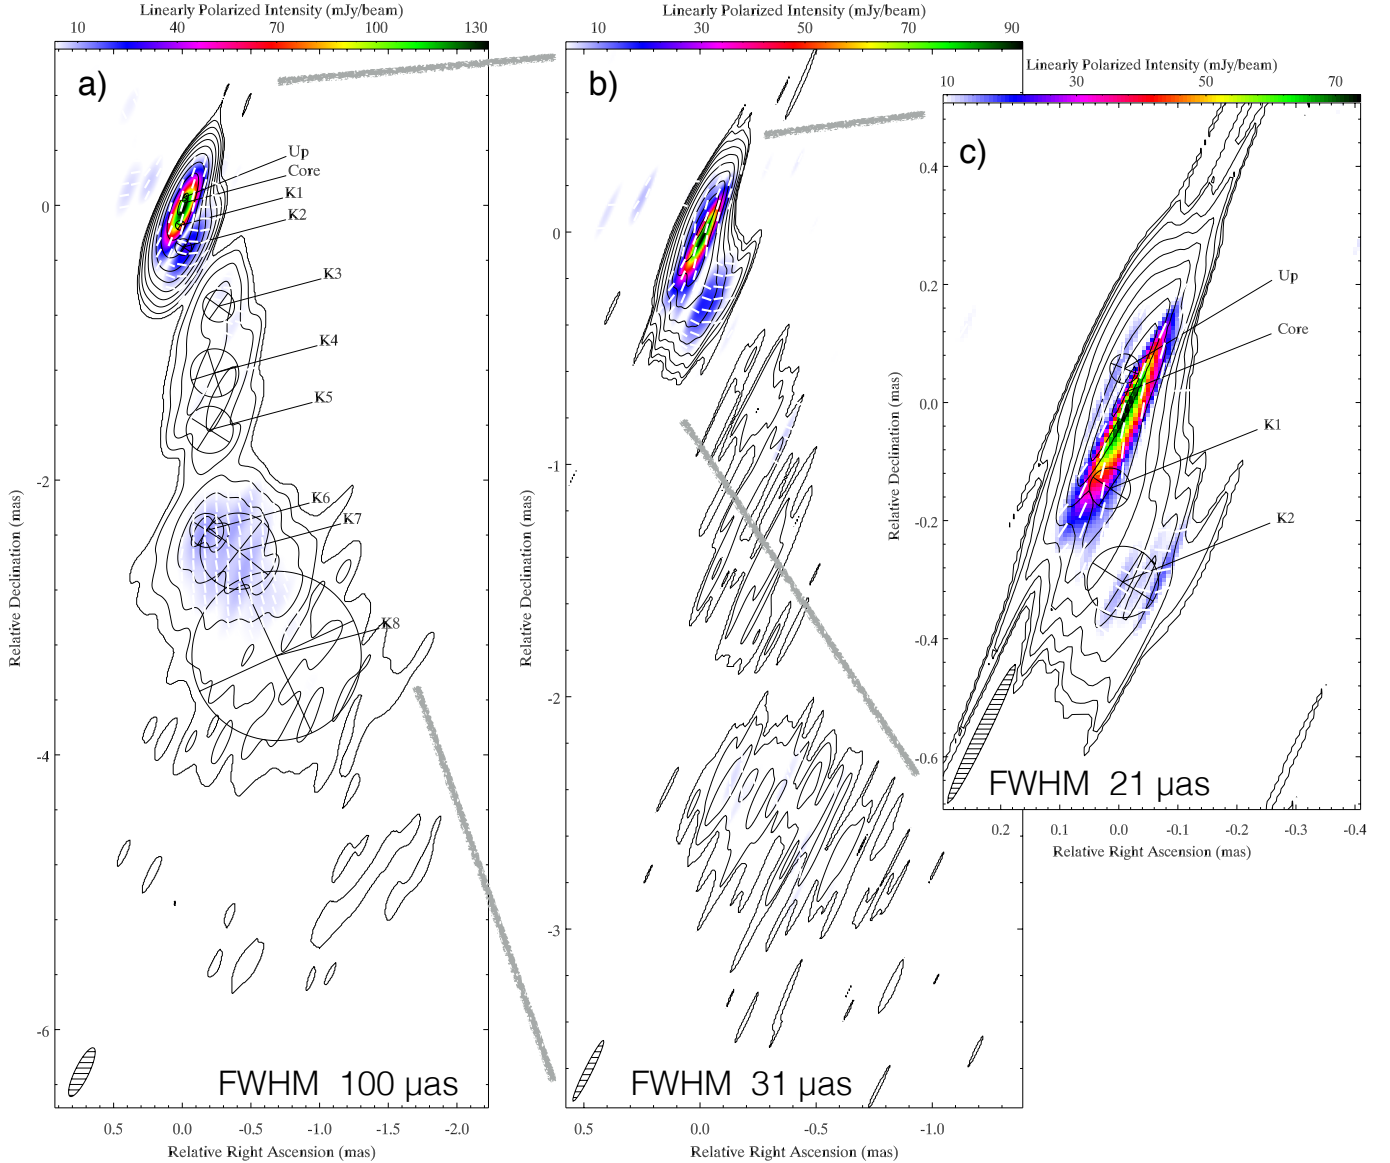 Linearly Polarized Intensity (mJy/beam)
10 40 70 100 130
a)
Up
Core
K1
K2
K3
K4
K5
K6
K7
K8
0
-2
-4
-6
Relative Declination (mas)
FWHM 100 µas
0.5 0.0 -0.5 -1.0 -1.5 -2.0
Relative Right Ascension (mas)
Linearly Polarized Intensity (mJy/beam)
10 30 50 70 90
b)
0
-1
-2
-3
Relative Declination (mas)
FWHM 31 µas
0.5 0.0 -0.5 -1.0
Relative Right Ascension (mas)
Linearly Polarized Intensity (mJy/beam)
10 30 50 70
c)
Up
Core
K1
K2
0.4
0.2
0.0
-0.2
-0.4
-0.6
Relative Declination (mas)
FWHM 21 µas
0.2 0.1 0.0 -0.1 -0.2 -0.3 -0.4
Relative Right Ascension (mas)